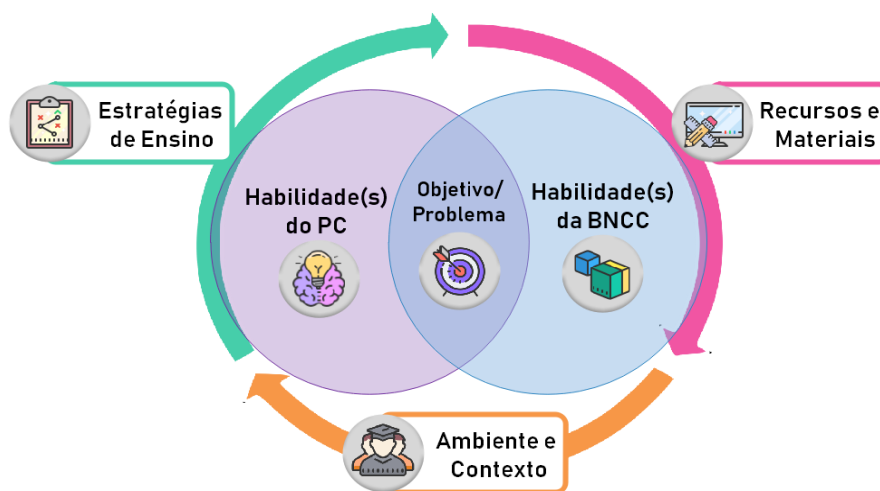 Estratégias
de Ensino
Recursos e
Materiais
Habilidade(s)
do PC
Objetivo/
Problema
Habilidade(s)
da BNCC
Ambiente e
Contexto